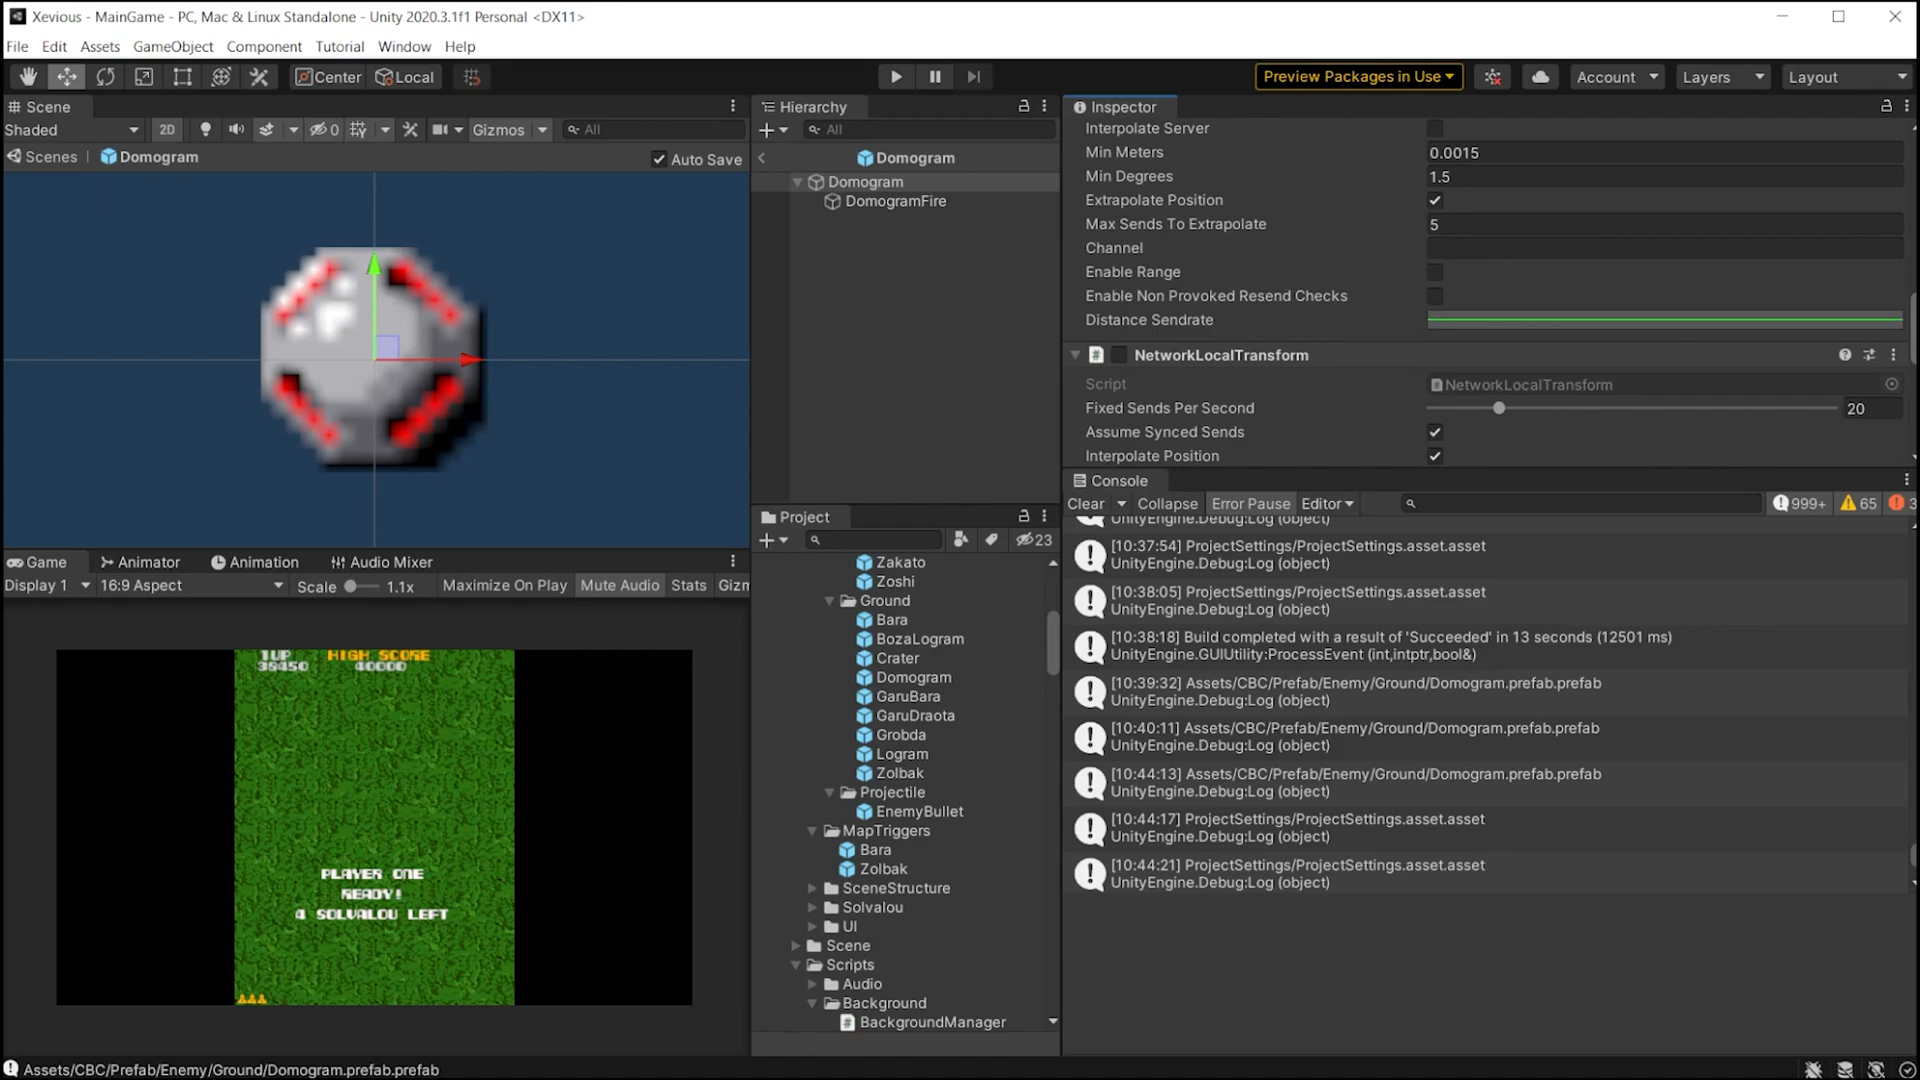 Xevious - MainGame - PC, Mac & Linux Standalone - Unity 2020.3.1f1 Personal <DX11>
File Edit Assets GameObject Component Tutorial Window Help
Center Local Preview Packages in Use Account Layers Layout
Scene
Shaded 2D 0 Gizmos All
Scenes Domogram Auto Save
Hierarchy
All
Domogram
Domogram
DomogramFire
Inspector
Interpolate Server
Min Meters 0.0015
Min Degrees 1.5
Extrapolate Position
Max Sends To Extrapolate 5
Channel
Enable Range
Enable Non Provoked Resend Checks
Distance Sendrate
NetworkLocalTransform
Script NetworkLocalTransform
Fixed Sends Per Second 20
Assume Synced Sends
Interpolate Position
Game Animator Animation Audio Mixer
Display 1 16:9 Aspect Scale 1.1x Maximize On Play Mute Audio Stats Gizm
1UP HIGH SCORE
38450 40000
PLAYER ONE
READY!
4 SOLVALOU LEFT
Project
23
Zakato
Zoshi
Ground
Bara
BozaLogram
Crater
Domogram
GaruBara
GaruDraota
Grobda
Logram
Zolbak
Projectile
EnemyBullet
MapTriggers
Bara
Zolbak
SceneStructure
Solvalou
UI
Scene
Scripts
Audio
Background
BackgroundManager
Console
Clear Collapse Error Pause Editor 999+ 65 3
UnityEngine.Debug:Log (object)
[10:37:54] ProjectSettings/ProjectSettings.asset.asset
UnityEngine.Debug:Log (object)
[10:38:05] ProjectSettings/ProjectSettings.asset.asset
UnityEngine.Debug:Log (object)
[10:38:18] Build completed with a result of 'Succeeded' in 13 seconds (12501 ms)
UnityEngine.GUIUtility:ProcessEvent (int,intptr,bool&)
[10:39:32] Assets/CBC/Prefab/Enemy/Ground/Domogram.prefab.prefab
UnityEngine.Debug:Log (object)
[10:40:11] Assets/CBC/Prefab/Enemy/Ground/Domogram.prefab.prefab
UnityEngine.Debug:Log (object)
[10:44:13] Assets/CBC/Prefab/Enemy/Ground/Domogram.prefab.prefab
UnityEngine.Debug:Log (object)
[10:44:17] ProjectSettings/ProjectSettings.asset.asset
UnityEngine.Debug:Log (object)
[10:44:21] ProjectSettings/ProjectSettings.asset.asset
UnityEngine.Debug:Log (object)
Assets/CBC/Prefab/Enemy/Ground/Domogram.prefab.prefab